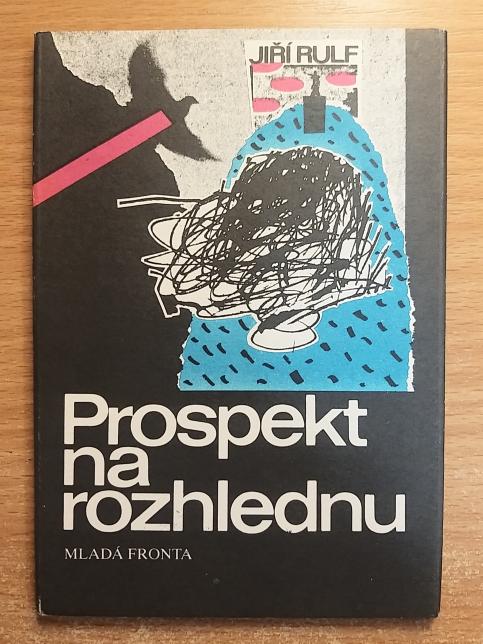 JIŘÍ RULF
Prospekt
na
rozhlednu
MLADÁ FRONTA